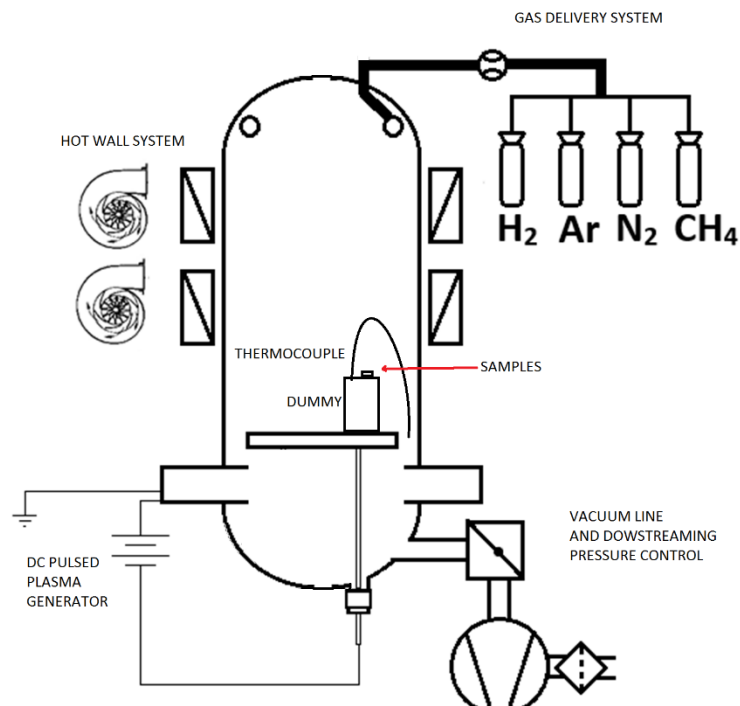 GAS DELIVERY SYSTEM
HOT WALL SYSTEM
H₂ Ar N₂ CH₄
THERMOCOUPLE
SAMPLES
DUMMY
VACUUM LINE
AND DOWSTREAMING
PRESSURE CONTROL
DC PULSED
PLASMA
GENERATOR